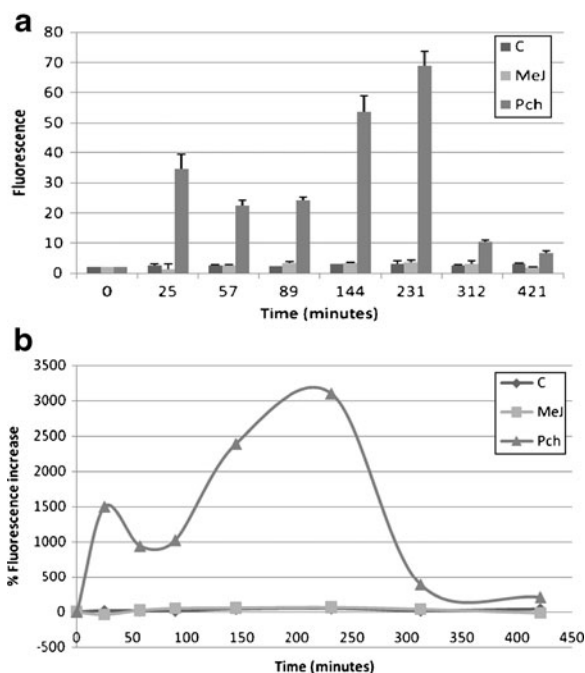 a
80
70
60
50
40
30
20
10
0
Fluorescence
C
MeJ
Pch
0 25 57 89 144 231 312 421
Time (minutes)
b
3500
3000
2500
2000
1500
1000
500
0
-500
% Fluorescence increase
C
MeJ
Pch
0 50 100 150 200 250 300 350 400 450
Time (minutes)